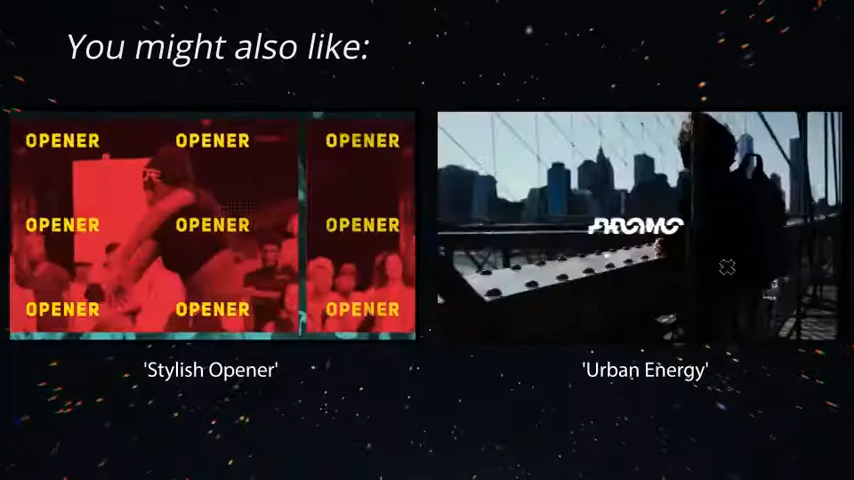 You might also like:
OPENER OPENER OPENER
OPENER OPENER OPENER
OPENER OPENER OPENER
PROMO
'Stylish Opener'
'Urban Energy'